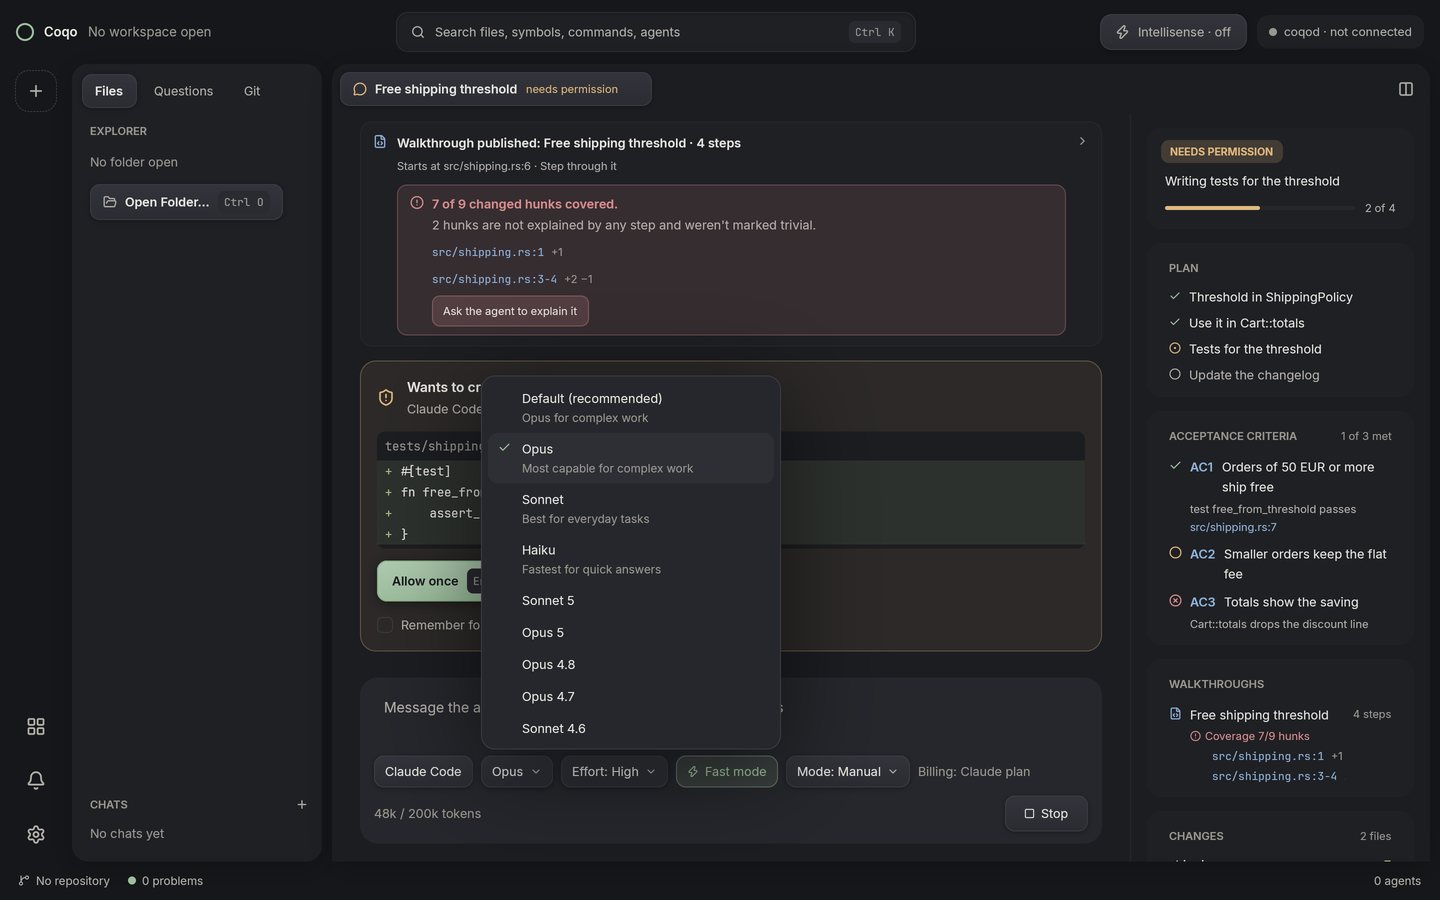 Coqo No workspace open
Search files, symbols, commands, agents Ctrl K
Intellisense · off
coqod · not connected
Files Questions Git
EXPLORER
No folder open
Open Folder... Ctrl O
CHATS
No chats yet
Free shipping threshold needs permission
Walkthrough published: Free shipping threshold · 4 steps
Starts at src/shipping.rs:6 · Step through it
7 of 9 changed hunks covered.
2 hunks are not explained by any step and weren't marked trivial.
src/shipping.rs:1 +1
src/shipping.rs:3-4 +2 −1
Ask the agent to explain it
Wants to cr
Claude Code
tests/shipping
+ #[test]
+ fn free_fro
+ assert_
+ }
Allow once
Remember fo
Default (recommended)
Opus for complex work
Opus
Most capable for complex work
Sonnet
Best for everyday tasks
Haiku
Fastest for quick answers
Sonnet 5
Opus 5
Opus 4.8
Opus 4.7
Sonnet 4.6
Message the a
Claude Code Opus Effort: High Fast mode Mode: Manual Billing: Claude plan
48k / 200k tokens
Stop
NEEDS PERMISSION
Writing tests for the threshold
2 of 4
PLAN
Threshold in ShippingPolicy
Use it in Cart::totals
Tests for the threshold
Update the changelog
ACCEPTANCE CRITERIA 1 of 3 met
AC1 Orders of 50 EUR or more
ship free
test free_from_threshold passes
src/shipping.rs:7
AC2 Smaller orders keep the flat
fee
AC3 Totals show the saving
Cart::totals drops the discount line
WALKTHROUGHS
Free shipping threshold 4 steps
Coverage 7/9 hunks
src/shipping.rs:1 +1
src/shipping.rs:3-4
CHANGES 2 files
No repository 0 problems
0 agents